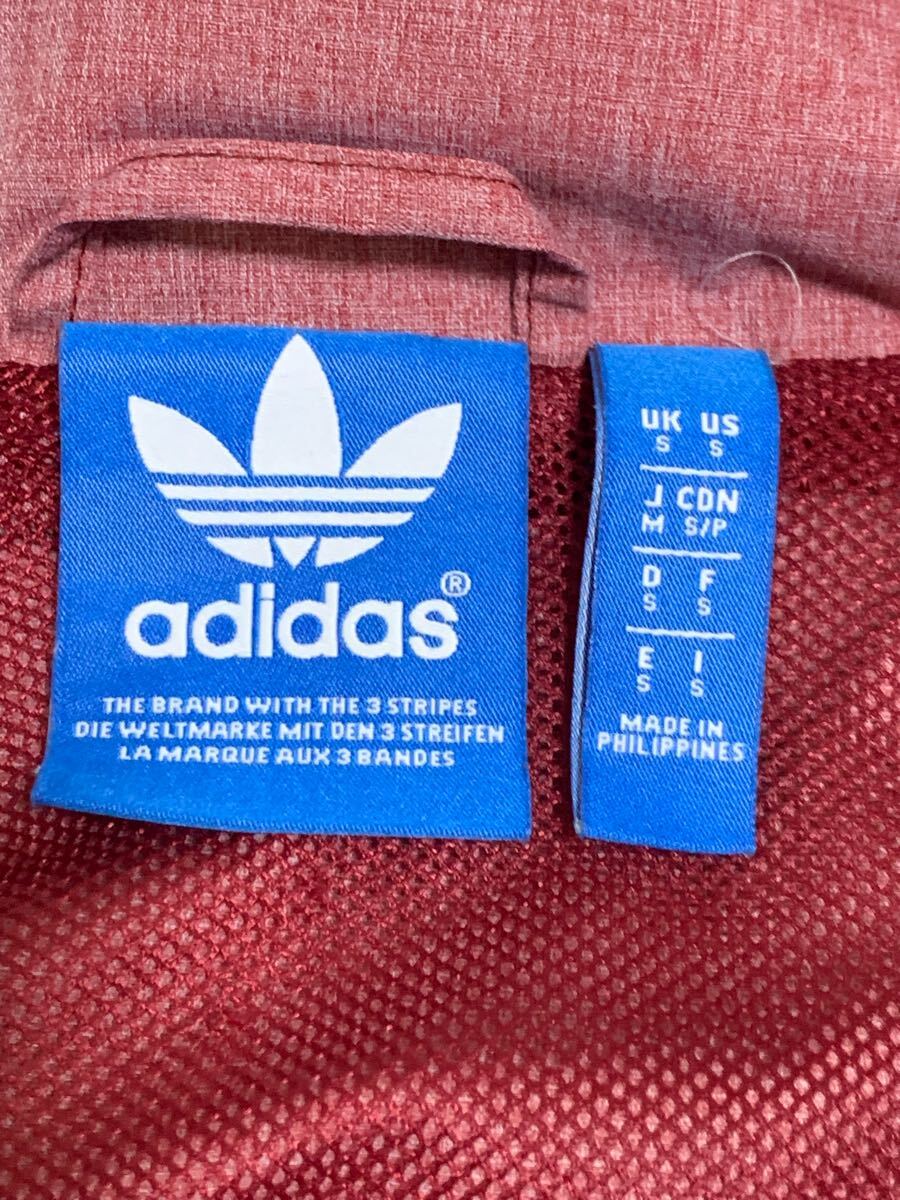 adidas®
THE BRAND WITH THE 3 STRIPES
DIE WELTMARKE MIT DEN 3 STREIFEN
LA MARQUE AUX 3 BANDES
UK US
S S
J CDN
M S/P
D F
S S
E I
S S
MADE IN
PHILIPPINES